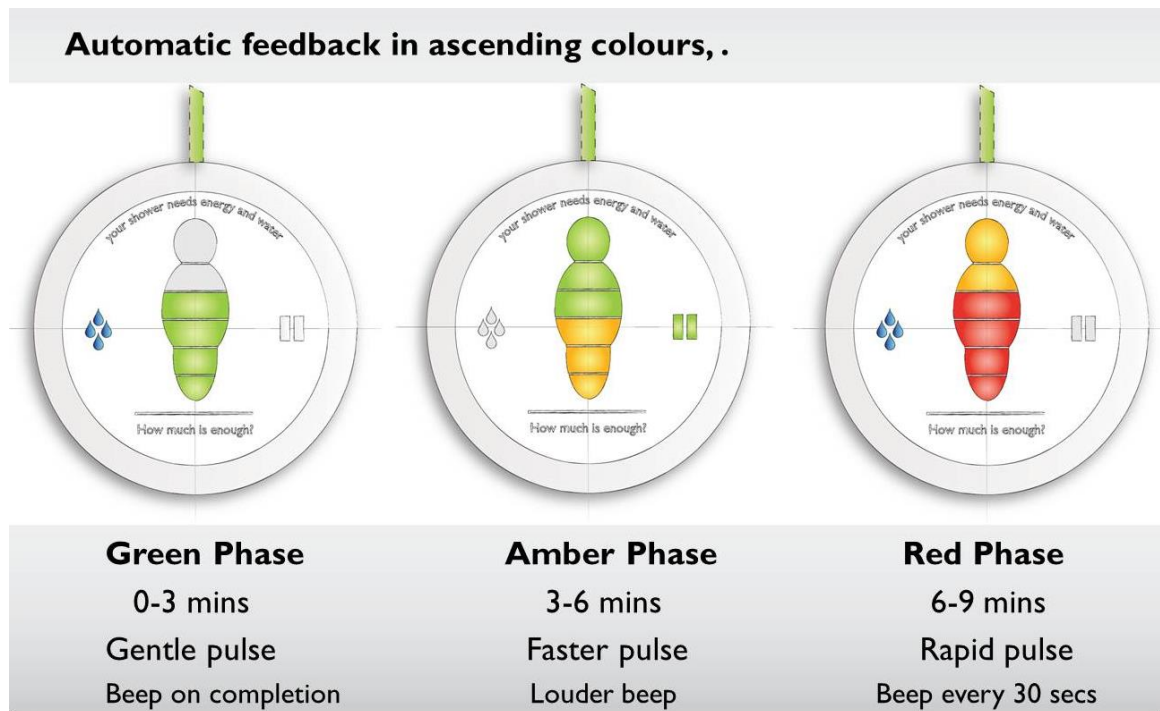 Automatic feedback in ascending colours, .
your shower needs energy and water
How much is enough?
your shower needs energy and water
How much is enough?
your shower needs energy and water
How much is enough?
Green Phase
0-3 mins
Gentle pulse
Beep on completion
Amber Phase
3-6 mins
Faster pulse
Louder beep
Red Phase
6-9 mins
Rapid pulse
Beep every 30 secs